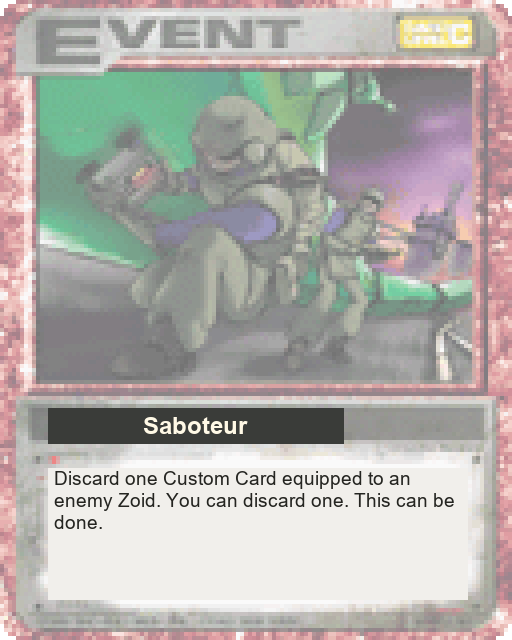 EVENT
Saboteur
Discard one Custom Card equipped to an
enemy Zoid. You can discard one. This can be
done.